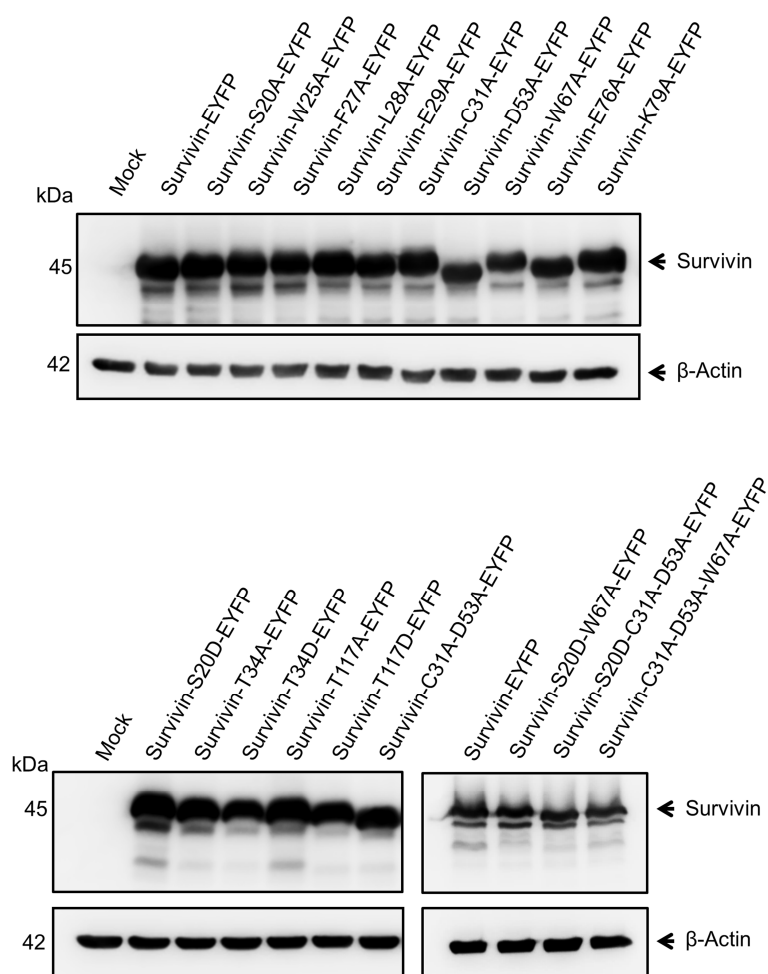 Mock
Survivin-EYFP
Survivin-S20A-EYFP
Survivin-W25A-EYFP
Survivin-F27A-EYFP
Survivin-L28A-EYFP
Survivin-E29A-EYFP
Survivin-C31A-EYFP
Survivin-D53A-EYFP
Survivin-W67A-EYFP
Survivin-E76A-EYFP
Survivin-K79A-EYFP
kDa
45
Survivin
42
β-Actin
Mock
Survivin-S20D-EYFP
Survivin-T34A-EYFP
Survivin-T34D-EYFP
Survivin-T117A-EYFP
Survivin-T117D-EYFP
Survivin-C31A-D53A-EYFP
Survivin-EYFP
Survivin-S20D-W67A-EYFP
Survivin-S20D-C31A-D53A-EYFP
Survivin-C31A-D53A-W67A-EYFP
kDa
45
Survivin
42
β-Actin